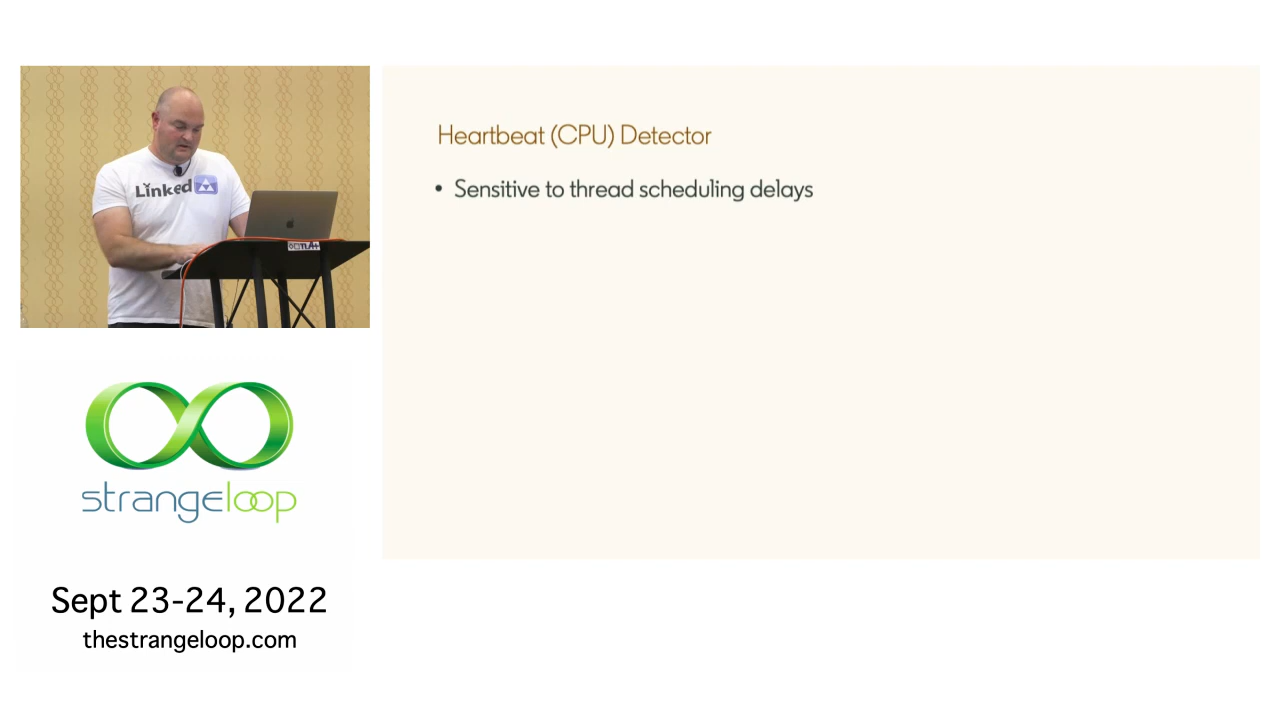 Heartbeat (CPU) Detector
• Sensitive to thread scheduling delays
Linked
strangeloop
Sept 23-24, 2022
thestrangeloop.com